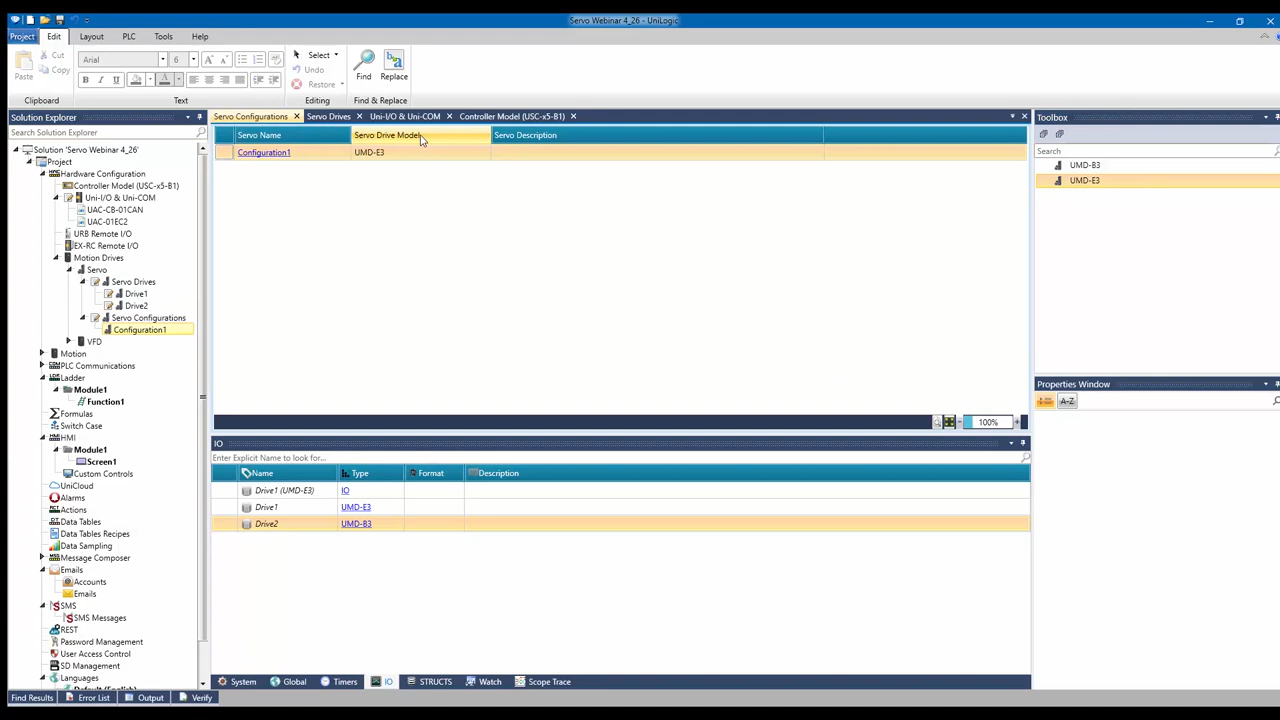 Servo Webinar 4_26 - UniLogic
Project Edit Layout PLC Tools Help
Paste Cut Copy Arial 6 Select Undo Restore Find Replace
B I U A
Clipboard Text Editing Find & Replace
Solution Explorer
Search Solution Explorer
Solution 'Servo Webinar 4_26'
Project
Hardware Configuration
Controller Model (USC-x5-B1)
Uni-I/O & Uni-COM
UAC-CB-01CAN
UAC-01EC2
URB Remote I/O
EX-RC Remote I/O
Motion Drives
Servo
Servo Drives
Drive1
Drive2
Servo Configurations
Configuration1
VFD
Motion
PLC Communications
Ladder
Module1
Function1
Formulas
Switch Case
HMI
Module1
Screen1
Custom Controls
UniCloud
Alarms
Actions
Data Tables
Data Tables Recipes
Data Sampling
Message Composer
Emails
Accounts
Emails
SMS
SMS Messages
REST
Password Management
User Access Control
SD Management
Languages
Default (English)
Servo Configurations Servo Drives Uni-I/O & Uni-COM Controller Model (USC-x5-B1)
Servo Name Servo Drive Model Servo Description
Configuration1 UMD-E3
100%
IO
Enter Explicit Name to look for...
Name Type Format Description
Drive1 (UMD-E3) IO
Drive1 UMD-E3
Drive2 UMD-B3
System Global Timers IO STRUCTS Watch Scope Trace
Toolbox
Search
UMD-B3
UMD-E3
Properties Window
A-Z
Find Results Error List Output Verify